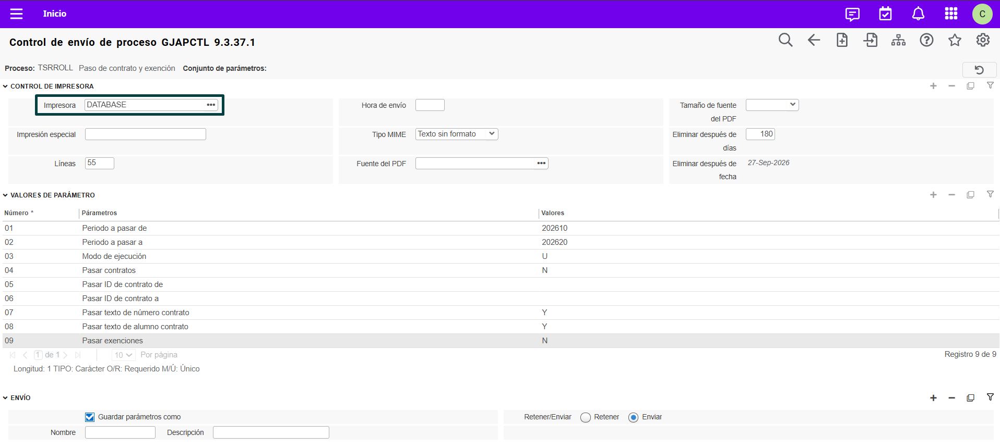 Inicio
C
Control de envío de proceso GJAPCTL 9.3.37.1
Proceso: TSRROLL Paso de contrato y exención Conjunto de parámetros:
CONTROL DE IMPRESORA
Impresora DATABASE
Hora de envío
Tamaño de fuente del PDF
Impresión especial
Tipo MIME Texto sin formato
Eliminar después de días 180
Líneas 55
Fuente del PDF
Eliminar después de fecha 27-Sep-2026
VALORES DE PARÁMETRO
Número * Párametros Valores
01 Periodo a pasar de 202610
02 Periodo a pasar a 202620
03 Modo de ejecución U
04 Pasar contratos N
05 Pasar ID de contrato de
06 Pasar ID de contrato a
07 Pasar texto de número contrato Y
08 Pasar texto de alumno contrato Y
09 Pasar exenciones N
1 de 1 10 Por página Registro 9 de 9
Longitud: 1 TIPO: Carácter O/R: Requerido M/Ú: Único
ENVÍO
Guardar parámetros como
Retener/Enviar Retener Enviar
Nombre Descripción